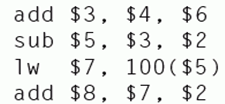 add $3, $4, $6
sub $5, $3, $2
lw $7, 100($5)
add $8, $7, $2